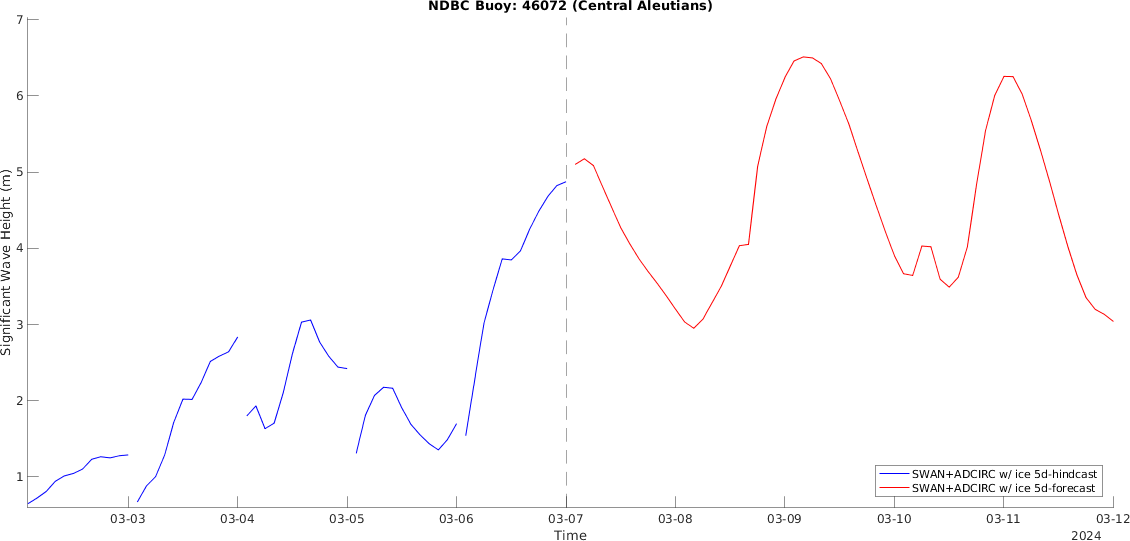 NDBC Buoy: 46072 (Central Aleutians)
7
6
5
4
3
2
1
Significant Wave Height (m)
SWAN+ADCIRC w/ ice 5d-hindcast
SWAN+ADCIRC w/ ice 5d-forecast
03-03 03-04 03-05 03-06 03-07 03-08 03-09 03-10 03-11 03-12
Time
2024